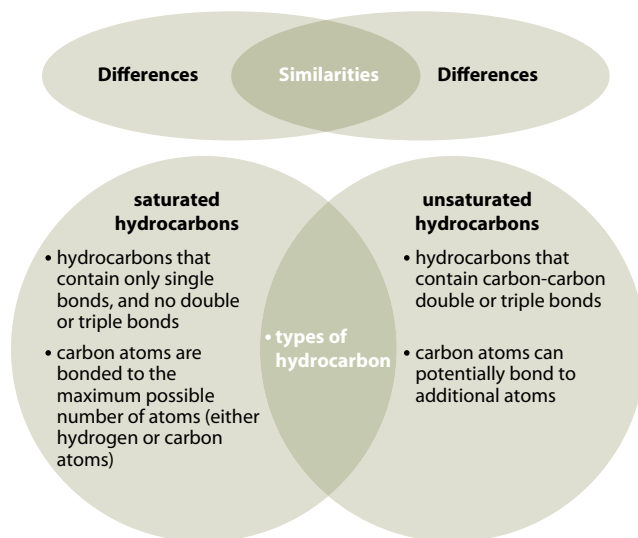 Differences
Similarities
Differences
saturated
hydrocarbons
• hydrocarbons that
contain only single
bonds, and no double
or triple bonds
• carbon atoms are
bonded to the
maximum possible
number of atoms (either
hydrogen or carbon
atoms)
• types of
hydrocarbon
unsaturated
hydrocarbons
• hydrocarbons that
contain carbon-carbon
double or triple bonds
• carbon atoms can
potentially bond to
additional atoms